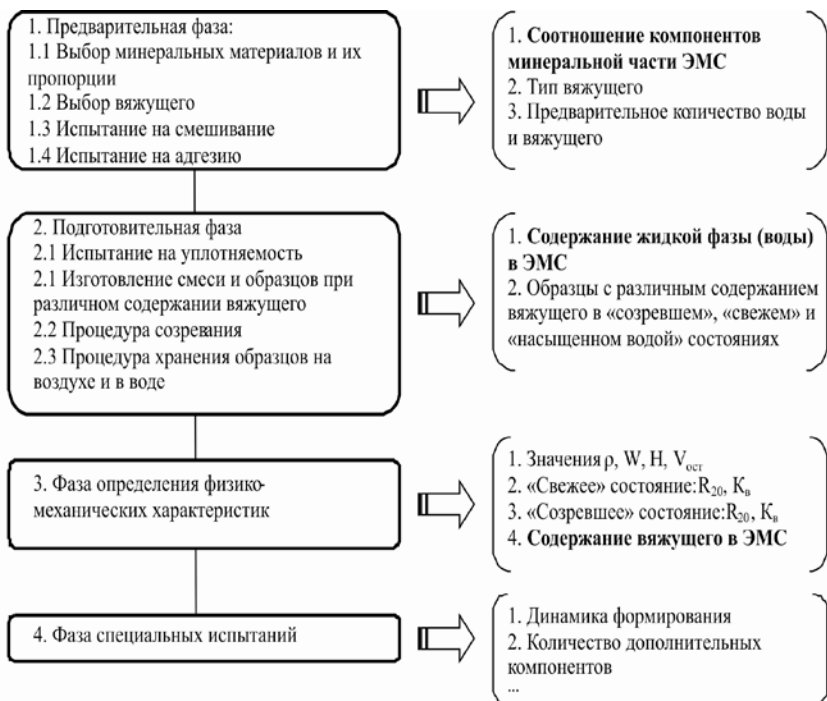 1. Предварительная фаза:
1.1 Выбор минеральных материалов и их
пропорции
1.2 Выбор вяжущего
1.3 Испытание на смешивание
1.4 Испытание на адгезию
1. Соотношение компонентов
минеральной части ЭМС
2. Тип вяжущего
3. Предварительное количество воды
и вяжущего
2. Подготовительная фаза
2.1 Испытание на уплотняемость
2.1 Изготовление смеси и образцов при
различном содержании вяжущего
2.2 Процедура созревания
2.3 Процедура хранения образцов на
воздухе и в воде
1. Содержание жидкой фазы (воды)
в ЭМС
2. Образцы с различным содержанием
вяжущего в «созревшем», «свежем» и
«насыщенном водой» состояниях
3. Фаза определения физико-
механических характеристик
1. Значения ρ, W, H, Vост
2. «Свежее» состояние:R₂₀, Кв
3. «Созревшее» состояние:R₂₀, Кв
4. Содержание вяжущего в ЭМС
4. Фаза специальных испытаний
1. Динамика формирования
2. Количество дополнительных
компонентов
...